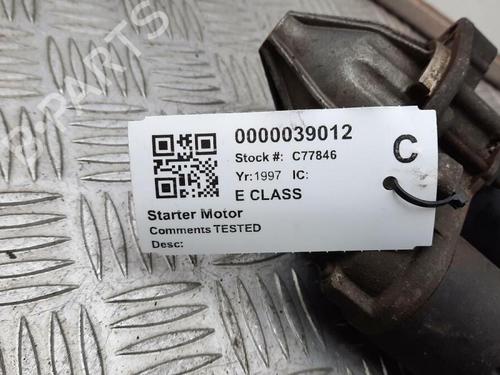 0000039012
Stock #: C77846
Yr:1997 IC:
E CLASS
C
Starter Motor
Comments TESTED
Desc: